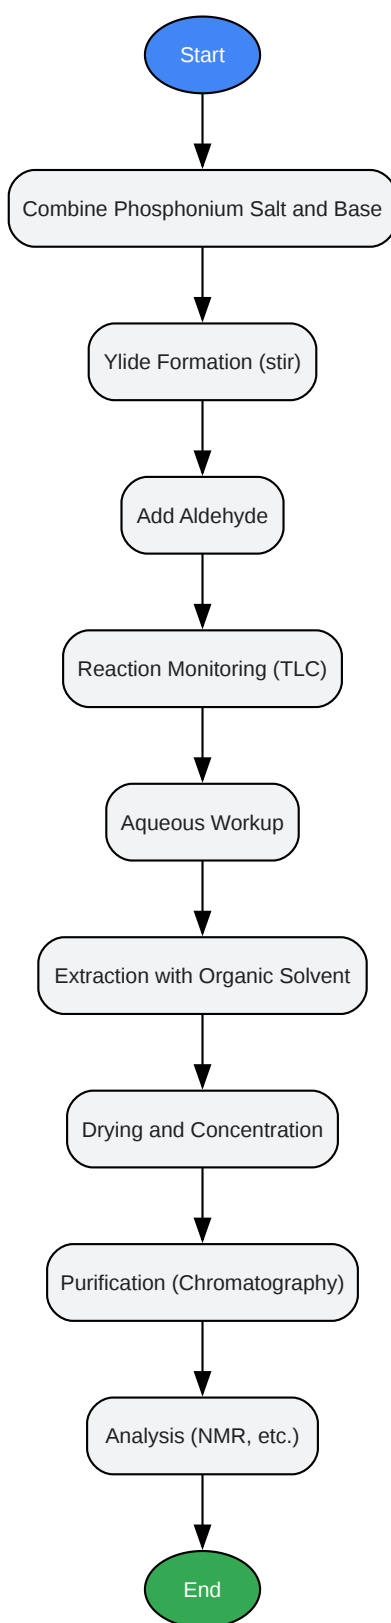 Start
Combine Phosphonium Salt and Base
Ylide Formation (stir)
Add Aldehyde
Reaction Monitoring (TLC)
Aqueous Workup
Extraction with Organic Solvent
Drying and Concentration
Purification (Chromatography)
Analysis (NMR, etc.)
End